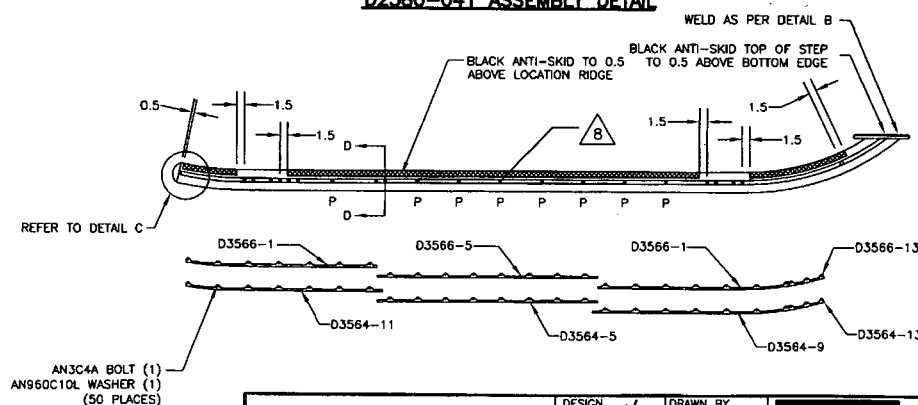 D2580-041 ASSEMBLY DETAIL
WELD AS PER DETAIL B
BLACK ANTI-SKID TO 0.5
ABOVE LOCATION RIDGE
BLACK ANTI-SKID TOP OF STEP
TO 0.5 ABOVE BOTTOM EDGE
0.5
1.5
1.5
1.5
1.5
1.5
8
D
D
P P P P P P P P
REFER TO DETAIL C
D3566-1
D3566-5
D3566-1
D3566-13
D3564-11
D3564-5
D3564-9
D3564-13
AN3C4A BOLT (1)
AN960C10L WASHER (1)
(50 PLACES)
DESIGN
DRAWN BY